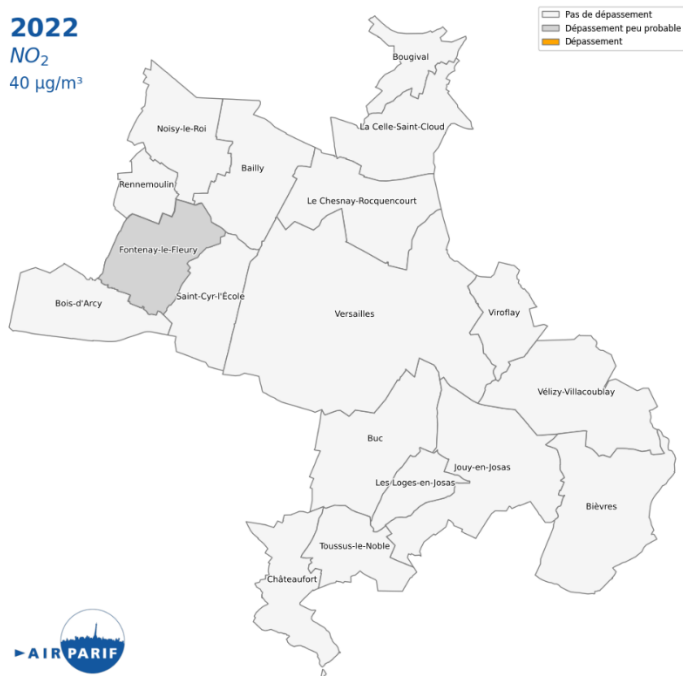 2022
NO₂
40 µg/m³
Pas de dépassement
Dépassement peu probable
Dépassement
Bougival
La Celle-Saint-Cloud
Noisy-le-Roi
Bailly
Rennemoulin
Le Chesnay-Rocquencourt
Fontenay-le-Fleury
Saint-Cyr-l'École
Bois-d'Arcy
Versailles
Viroflay
Vélizy-Villacoublay
Buc
Jouy-en-Josas
Les Loges-en-Josas
Bièvres
Toussus-le-Noble
Châteaufort
AIRPARIF